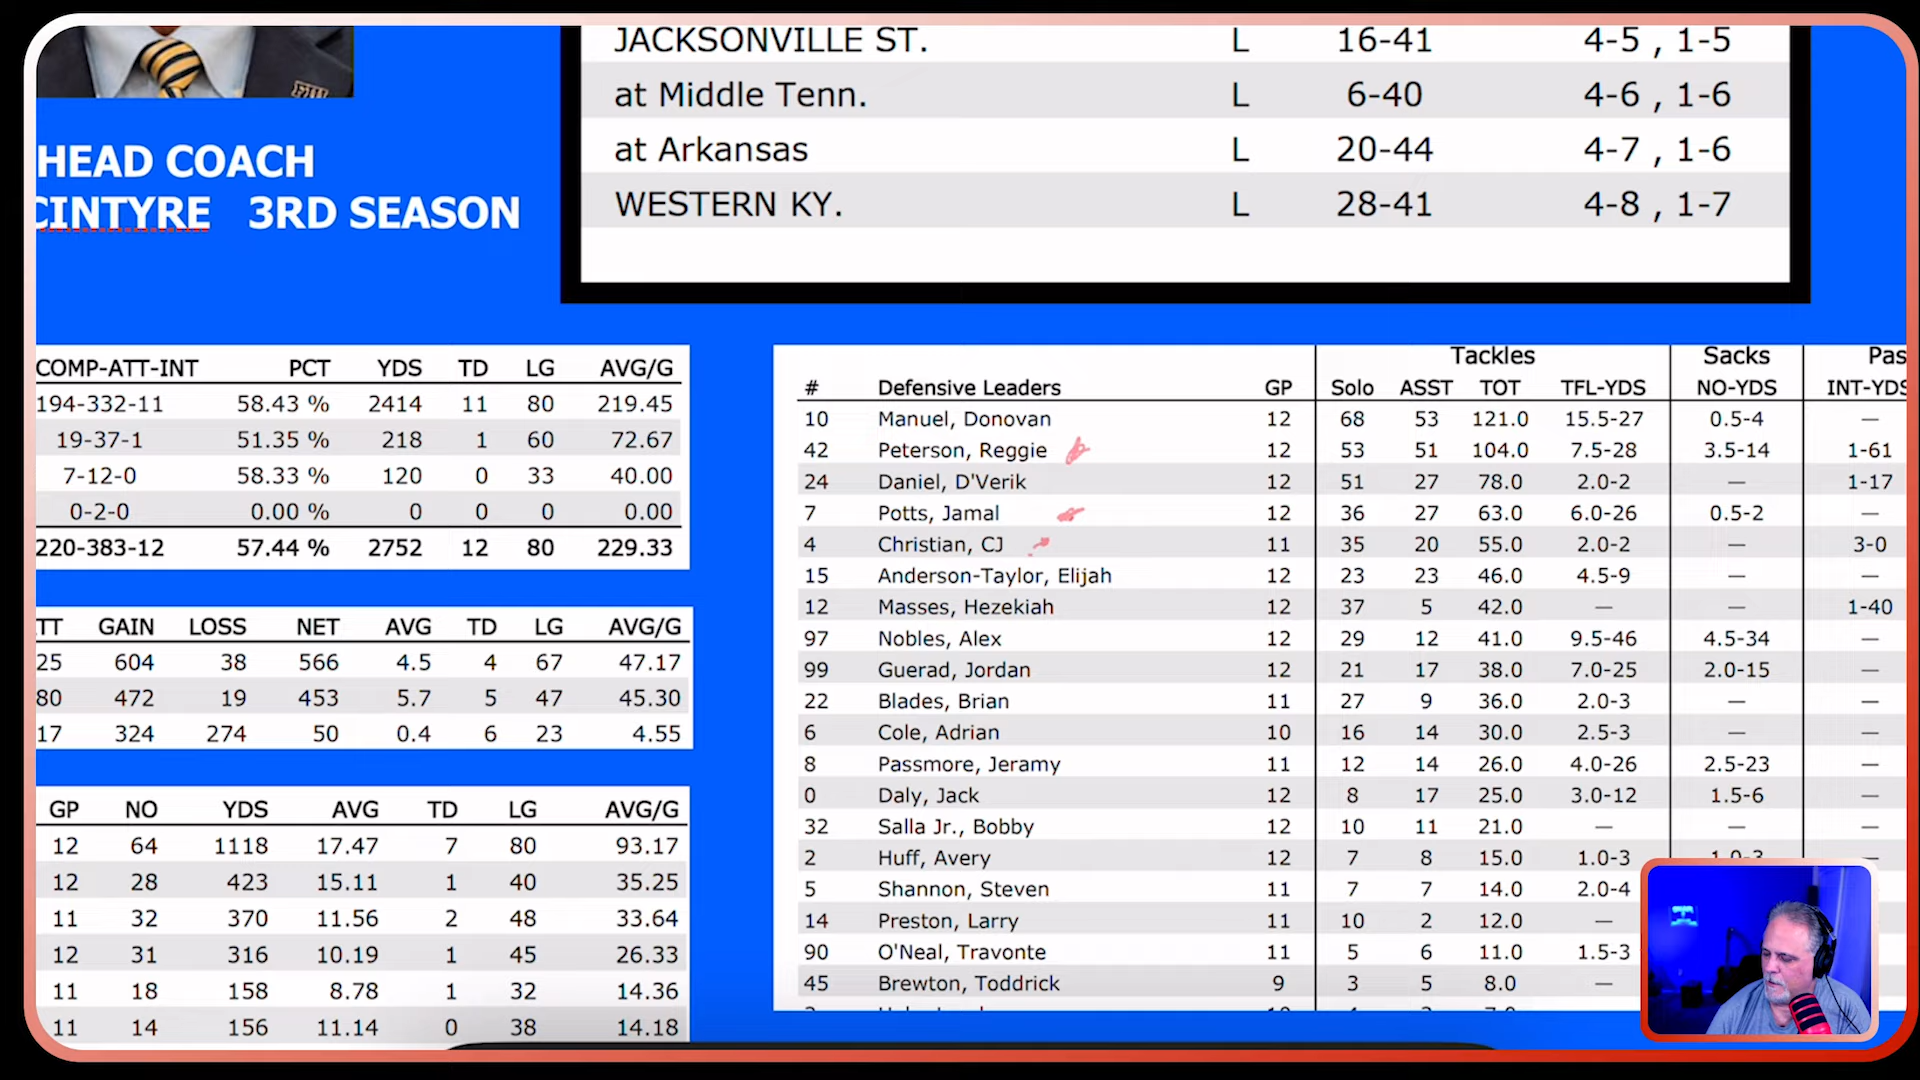 FIU
JACKSONVILLE ST. L 16-41 4-5 , 1-5
at Middle Tenn. L 6-40 4-6 , 1-6
at Arkansas L 20-44 4-7 , 1-6
WESTERN KY. L 28-41 4-8 , 1-7
HEAD COACH
CINTYRE 3RD SEASON
COMP-ATT-INT PCT YDS TD LG AVG/G
194-332-11 58.43 % 2414 11 80 219.45
19-37-1 51.35 % 218 1 60 72.67
7-12-0 58.33 % 120 0 33 40.00
0-2-0 0.00 % 0 0 0 0.00
220-383-12 57.44 % 2752 12 80 229.33
TT GAIN LOSS NET AVG TD LG AVG/G
25 604 38 566 4.5 4 67 47.17
80 472 19 453 5.7 5 47 45.30
17 324 274 50 0.4 6 23 4.55
GP NO YDS AVG TD LG AVG/G
12 64 1118 17.47 7 80 93.17
12 28 423 15.11 1 40 35.25
11 32 370 11.56 2 48 33.64
12 31 316 10.19 1 45 26.33
11 18 158 8.78 1 32 14.36
11 14 156 11.14 0 38 14.18
Tackles Sacks Pas
# Defensive Leaders GP Solo ASST TOT TFL-YDS NO-YDS INT-YDS
10 Manuel, Donovan 12 68 53 121.0 15.5-27 0.5-4 —
42 Peterson, Reggie 12 53 51 104.0 7.5-28 3.5-14 1-61
24 Daniel, D'Verik 12 51 27 78.0 2.0-2 — 1-17
7 Potts, Jamal 12 36 27 63.0 6.0-26 0.5-2 —
4 Christian, CJ 11 35 20 55.0 2.0-2 — 3-0
15 Anderson-Taylor, Elijah 12 23 23 46.0 4.5-9 — —
12 Masses, Hezekiah 12 37 5 42.0 — — 1-40
97 Nobles, Alex 12 29 12 41.0 9.5-46 4.5-34 —
99 Guerad, Jordan 12 21 17 38.0 7.0-25 2.0-15 —
22 Blades, Brian 11 27 9 36.0 2.0-3 — —
6 Cole, Adrian 10 16 14 30.0 2.5-3 — —
8 Passmore, Jeramy 11 12 14 26.0 4.0-26 2.5-23 —
0 Daly, Jack 12 8 17 25.0 3.0-12 1.5-6 —
32 Salla Jr., Bobby 12 10 11 21.0 — — —
2 Huff, Avery 12 7 8 15.0 1.0-3 1.0-3 —
5 Shannon, Steven 11 7 7 14.0 2.0-4
14 Preston, Larry 11 10 2 12.0 —
90 O'Neal, Travonte 11 5 6 11.0 1.5-3
45 Brewton, Toddrick 9 3 5 8.0 —